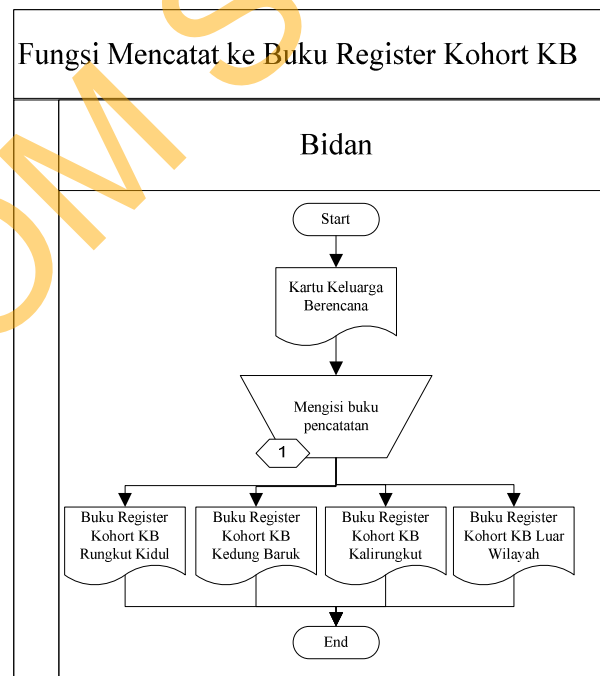 Fungsi Mencatat ke Buku Register Kohort KB
Bidan
Start
Kartu Keluarga
Berencana
Mengisi buku
pencatatan
1
Buku Register
Kohort KB
Rungkut Kidul
Buku Register
Kohort KB
Kedung Baruk
Buku Register
Kohort KB
Kalirungkut
Buku Register
Kohort KB Luar
Wilayah
End
OM S